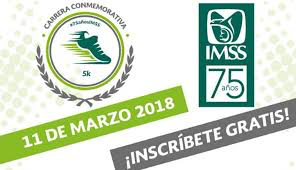 CARRERA CONMEMORATIVA
#75añosIMSS
5k
IMSS
75
años
11 DE MARZO 2018
¡INSCRÍBETE GRATIS!